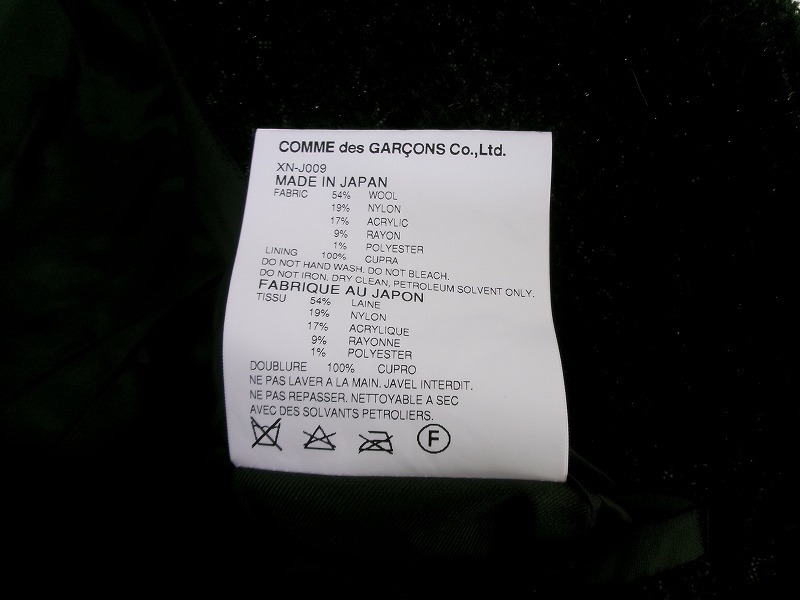 COMME des GARÇONS Co.,Ltd.
XN-J009
MADE IN JAPAN
FABRIC 54% WOOL
19% NYLON
17% ACRYLIC
9% RAYON
1% POLYESTER
LINING 100% CUPRA
DO NOT HAND WASH. DO NOT BLEACH.
DO NOT IRON. DRY CLEAN, PETROLEUM SOLVENT ONLY.
FABRIQUE AU JAPON
TISSU 54% LAINE
19% NYLON
17% ACRYLIQUE
9% RAYONNE
1% POLYESTER
DOUBLURE 100% CUPRO
NE PAS LAVER A LA MAIN. JAVEL INTERDIT.
NE PAS REPASSER. NETTOYABLE A SEC
AVEC DES SOLVANTS PETROLIERS.
F